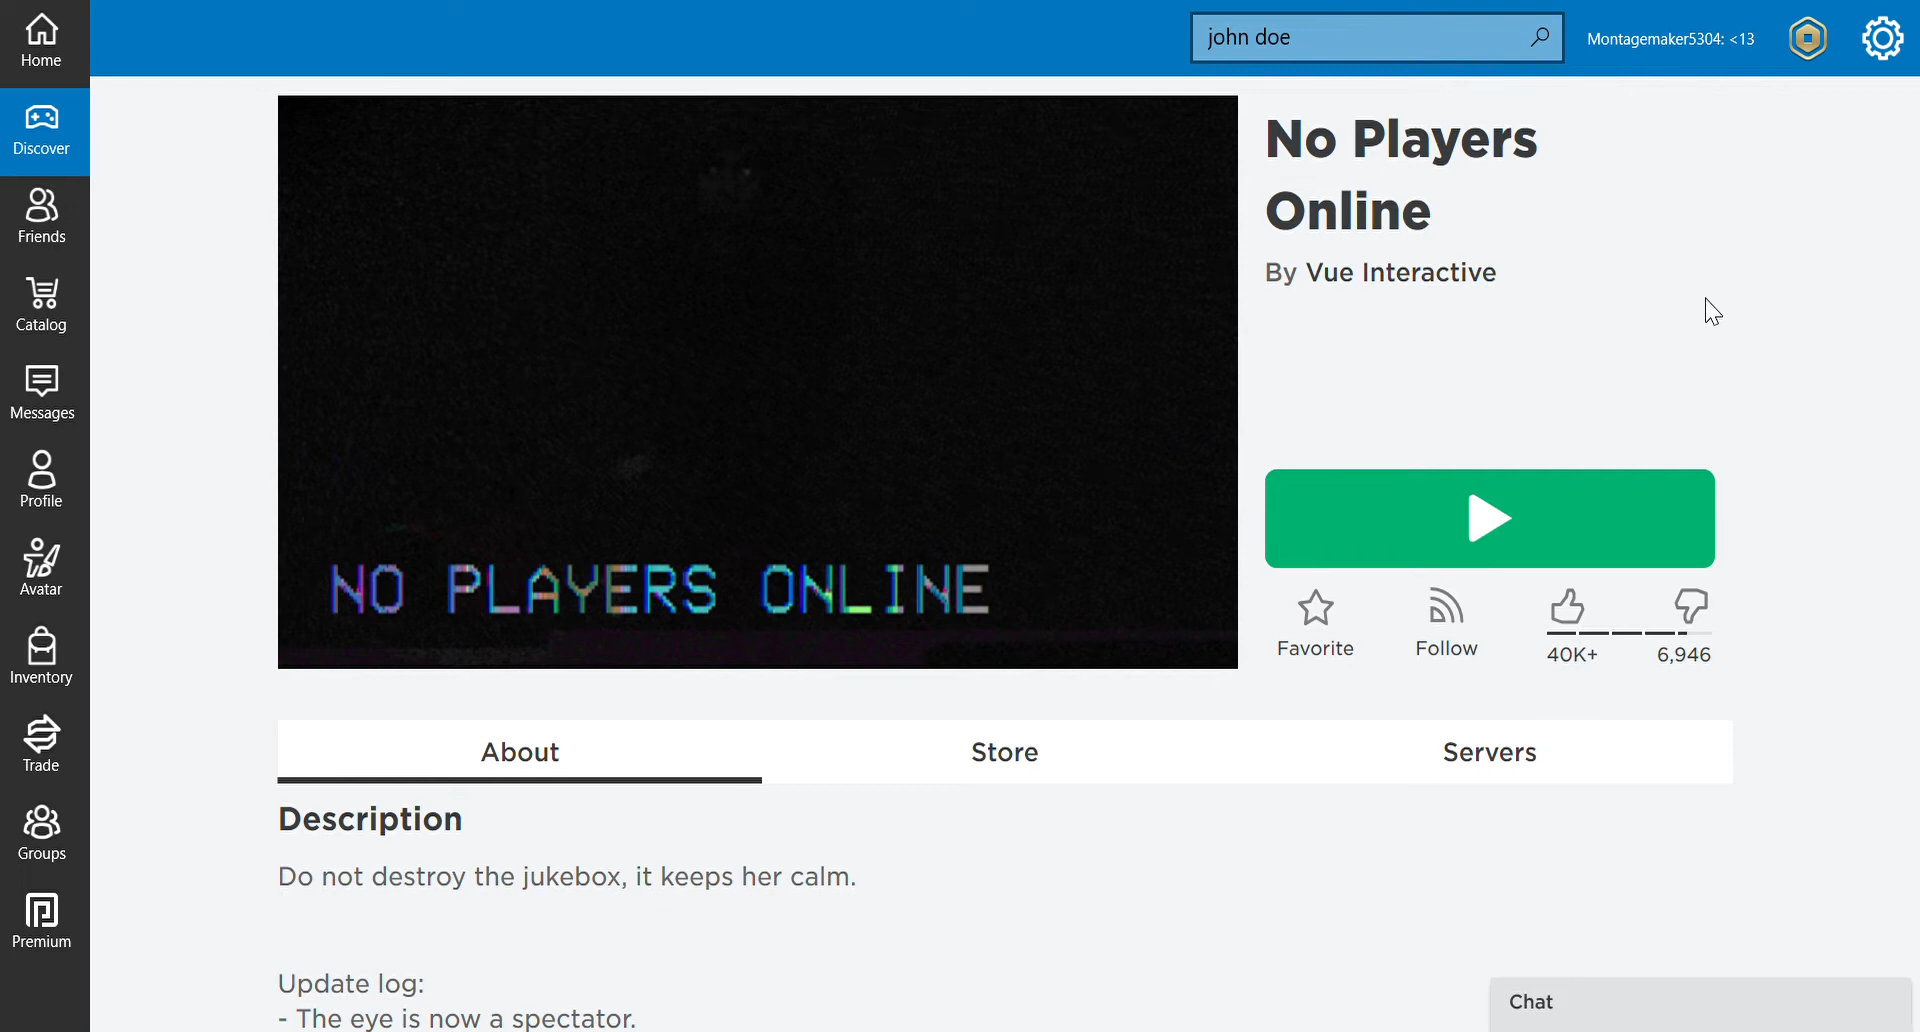 Home
Discover
Friends
Catalog
Messages
Profile
Avatar
Inventory
Trade
Groups
Premium
john doe
Montagemaker5304: <13
NO PLAYERS ONLINE
No Players
Online
By Vue Interactive
Favorite
Follow
40K+
6,946
About
Store
Servers
Description
Do not destroy the jukebox, it keeps her calm.
Update log:
- The eye is now a spectator.
Chat